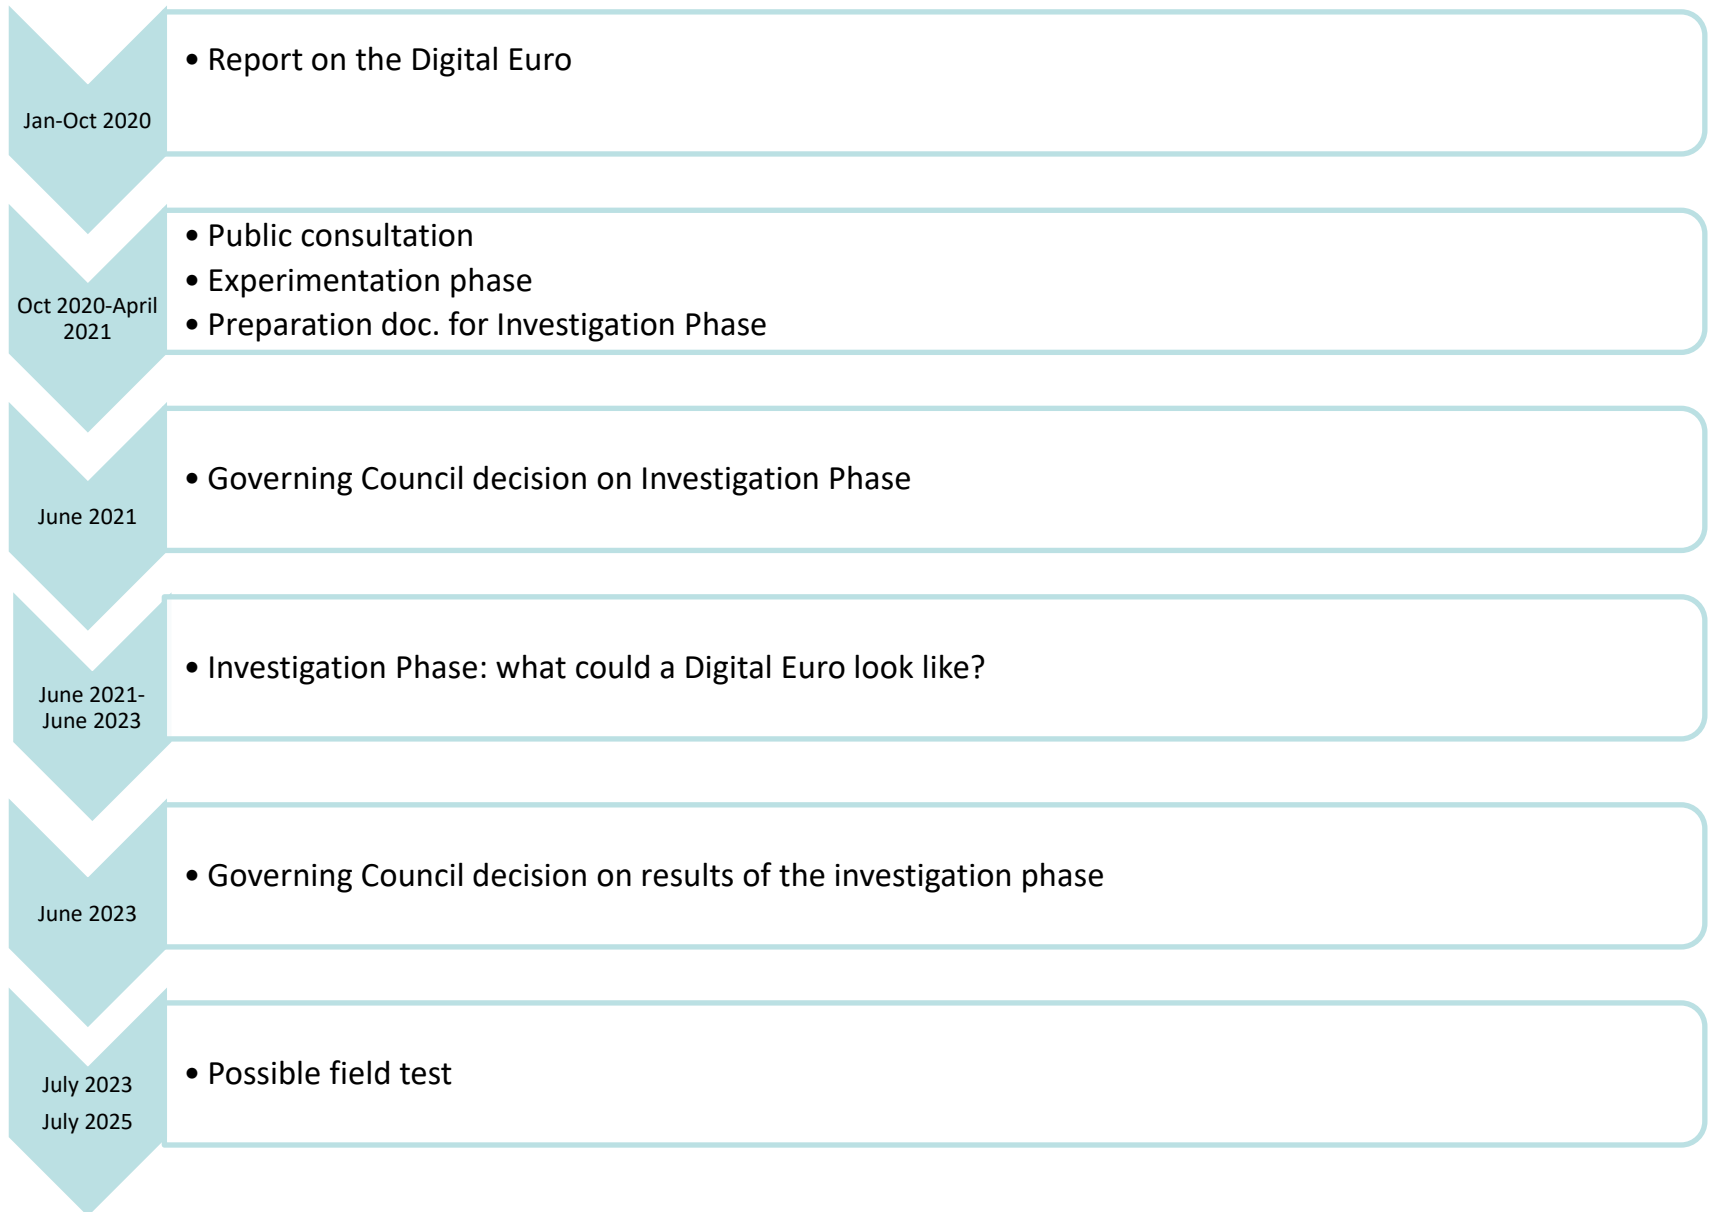 Jan-Oct 2020
• Report on the Digital Euro
Oct 2020-April
2021
• Public consultation
• Experimentation phase
• Preparation doc. for Investigation Phase
June 2021
• Governing Council decision on Investigation Phase
June 2021-
June 2023
• Investigation Phase: what could a Digital Euro look like?
June 2023
• Governing Council decision on results of the investigation phase
July 2023
July 2025
• Possible field test